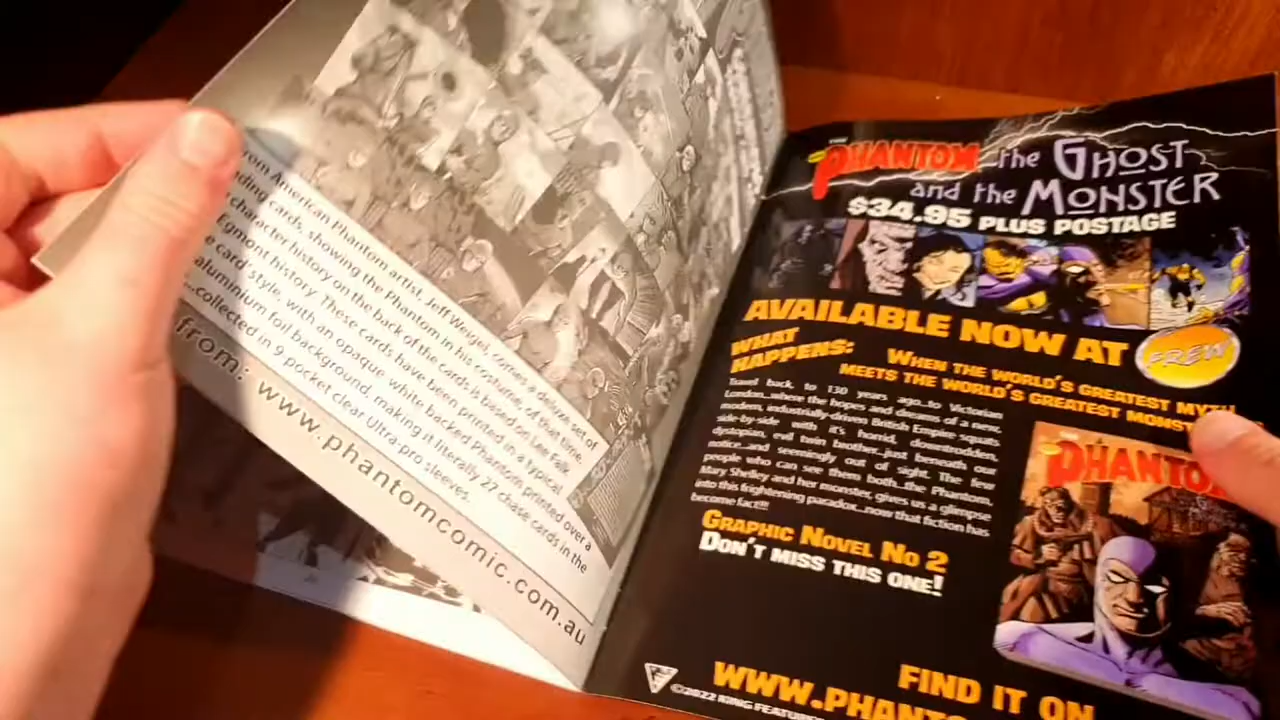 from American Phantom artist, Jeff Weigel, comes a deluxe set of
ding cards, showing the Phantom in his costume, of that time.
character history on the back of the cards is based on Lee Falk
Egmont history. These cards have been printed in a typical
e card style, with an opaque white backed Phantom printed over a
aluminium foil background, making it literally 27 chase cards in the
...collected in 9 pocket clear Ultra-pro sleeves.
from: www.phantomcomic.com.au
THE
PHANTOM the GHOST
and the MONSTER
$34.95 PLUS POSTAGE
AVAILABLE NOW AT FREW
WHAT
HAPPENS:
WHEN THE WORLD'S GREATEST MYTH
MEETS THE WORLD'S GREATEST MONST
Travel back, to 130 years ago...to Victorian
London...where the hopes and dreams of a new,
modern, industrially-driven British Empire squats
side-by-side with it's horrid, downtrodden,
dystopian, evil twin brother...just beneath our
notice...and seemingly out of sight. The few
people who can see them both...the Phantom,
Mary Shelley and her monster, gives us a glimpse
into this frightening paradox...now that fiction has
become fact!!!
PHANTO
GRAPHIC NOVEL NO 2
DON'T MISS THIS ONE!
FIND IT ON
WWW.PHANTO
©2022 KING FEATUR